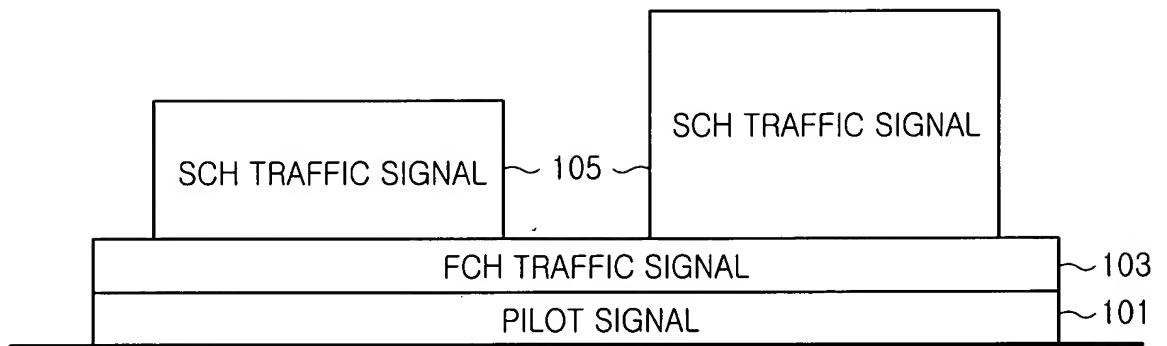 SCH TRAFFIC SIGNAL
SCH TRAFFIC SIGNAL
105
FCH TRAFFIC SIGNAL
103
PILOT SIGNAL
101